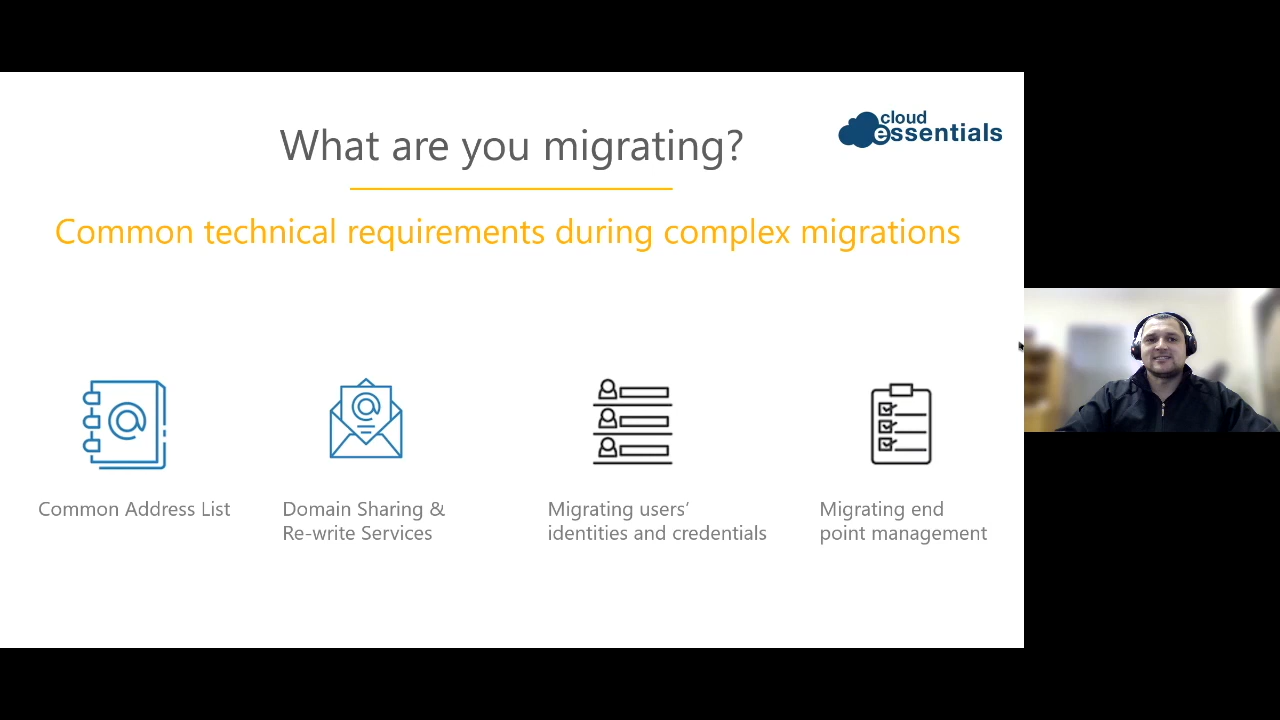 cloud
essentials
What are you migrating?
Common technical requirements during complex migrations
Common Address List
Domain Sharing &
Re-write Services
Migrating users’
identities and credentials
Migrating end
point management